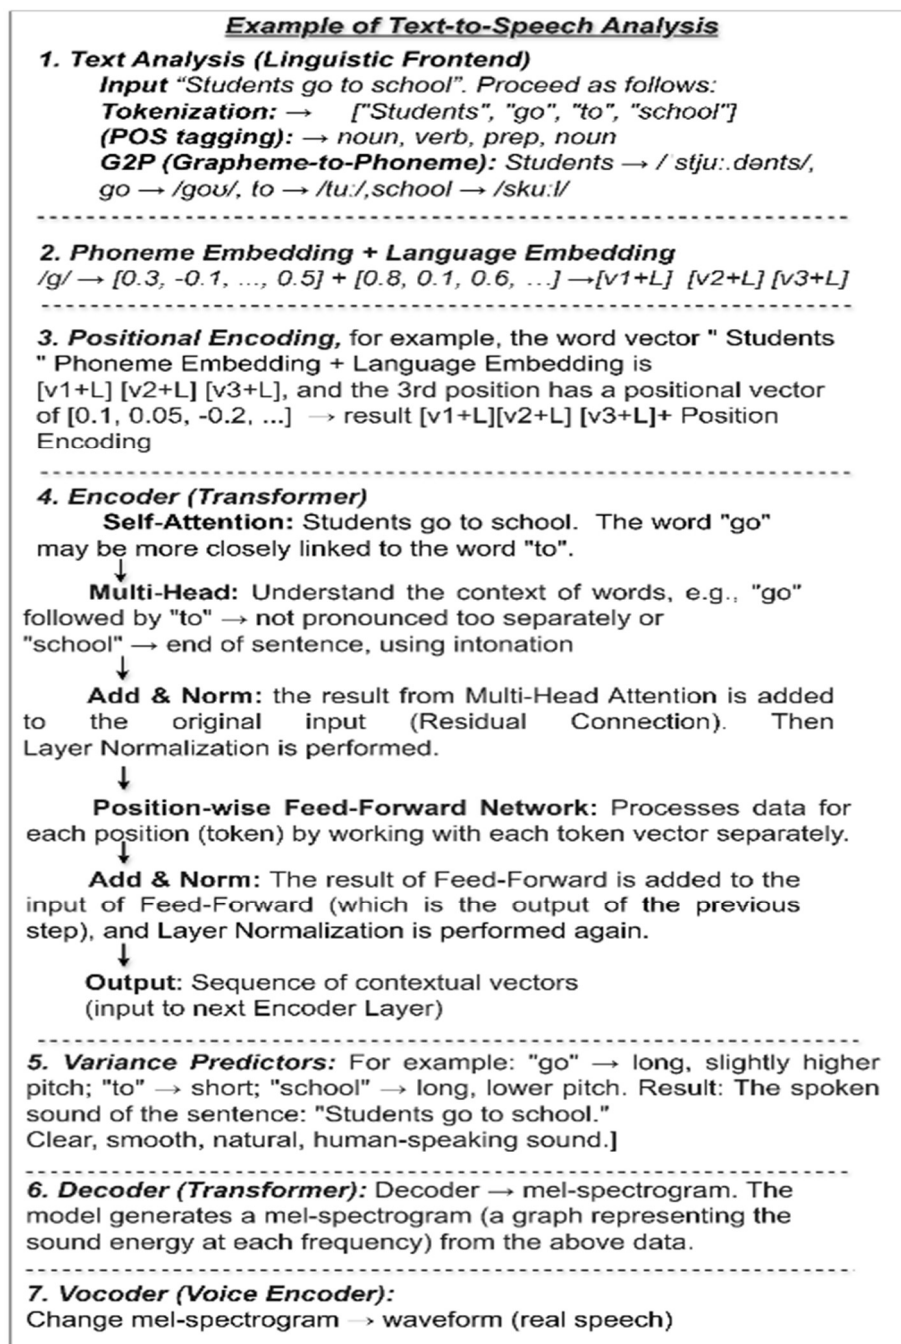 Example of Text-to-Speech Analysis
1. Text Analysis (Linguistic Frontend)
Input “Students go to school”. Proceed as follows:
Tokenization: → ["Students", "go", "to", "school"]
(POS tagging): → noun, verb, prep, noun
G2P (Grapheme-to-Phoneme): Students → /ˈstjuː.dənts/,
go → /goʊ/, to → /tuː/,school → /skuːl/
2. Phoneme Embedding + Language Embedding
/g/ → [0.3, -0.1, ..., 0.5] + [0.8, 0.1, 0.6, ...] →[v1+L] [v2+L] [v3+L]
3. Positional Encoding, for example, the word vector " Students
" Phoneme Embedding + Language Embedding is
[v1+L] [v2+L] [v3+L], and the 3rd position has a positional vector
of [0.1, 0.05, -0.2, ...] → result [v1+L][v2+L] [v3+L]+ Position
Encoding
4. Encoder (Transformer)
Self-Attention: Students go to school. The word "go"
may be more closely linked to the word "to".
↓
Multi-Head: Understand the context of words, e.g., "go"
followed by "to" → not pronounced too separately or
"school" → end of sentence, using intonation
↓
Add & Norm: the result from Multi-Head Attention is added
to the original input (Residual Connection). Then
Layer Normalization is performed.
↓
Position-wise Feed-Forward Network: Processes data for
each position (token) by working with each token vector separately.
↓
Add & Norm: The result of Feed-Forward is added to the
input of Feed-Forward (which is the output of the previous
step), and Layer Normalization is performed again.
↓
Output: Sequence of contextual vectors
(input to next Encoder Layer)
5. Variance Predictors: For example: "go" → long, slightly higher
pitch; "to" → short; "school" → long, lower pitch. Result: The spoken
sound of the sentence: "Students go to school."
Clear, smooth, natural, human-speaking sound.]
6. Decoder (Transformer): Decoder → mel-spectrogram. The
model generates a mel-spectrogram (a graph representing the
sound energy at each frequency) from the above data.
7. Vocoder (Voice Encoder):
Change mel-spectrogram → waveform (real speech)